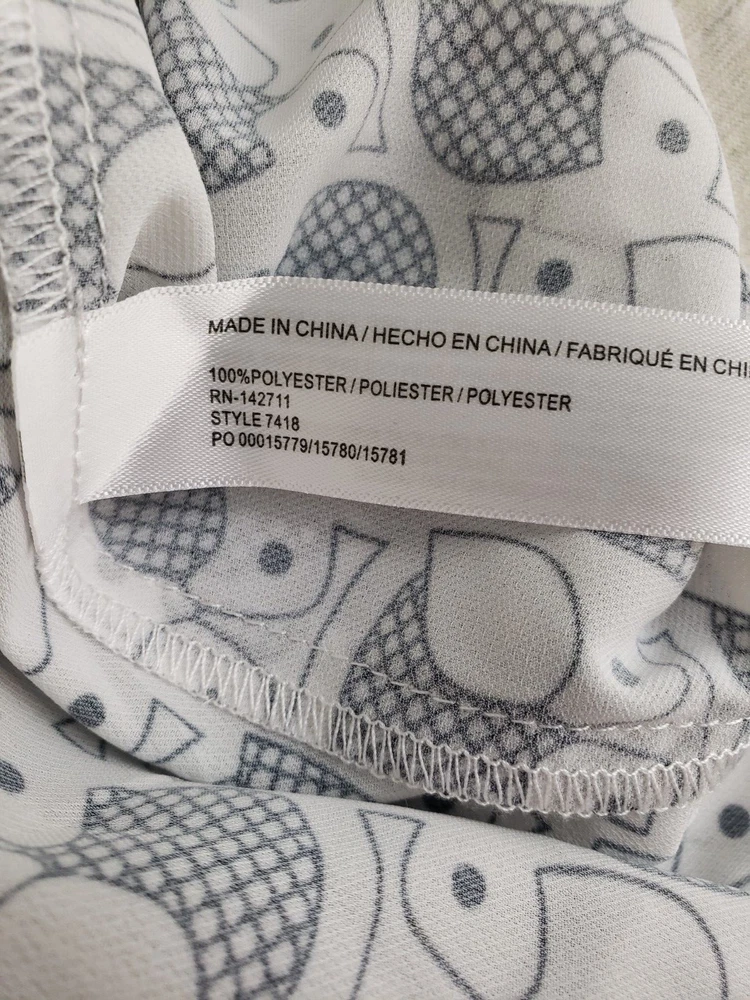 MADE IN CHINA / HECHO EN CHINA / FABRIQUÉ EN CHI
100%POLYESTER / POLIESTER / POLYESTER
RN-142711
STYLE 7418
PO 00015779/15780/15781